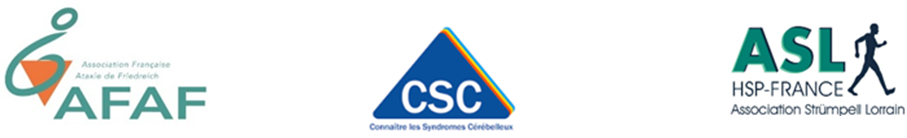 Association Française
Ataxie de Friedreich
AFAF
CSC
Connaître les Syndromes Cérébelleux
ASL
HSP-FRANCE
Association Strümpell Lorrain